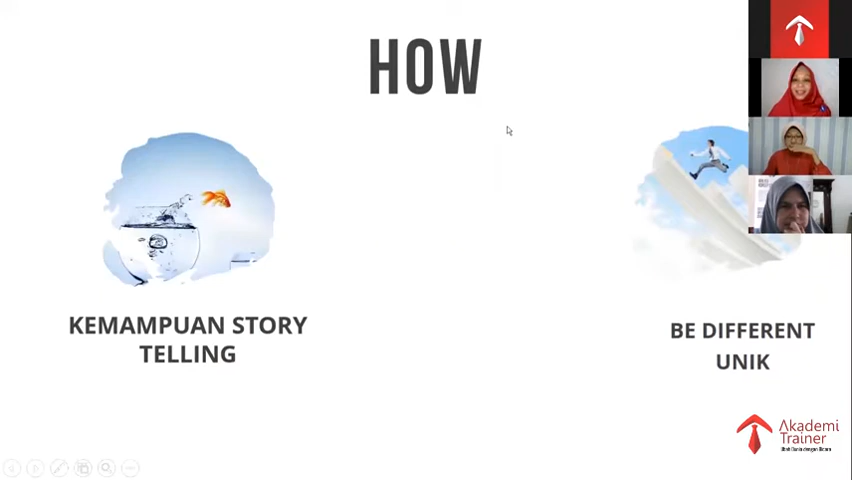 HOW
KEMAMPUAN STORY
TELLING
BE DIFFERENT
UNIK
Akademi
Trainer